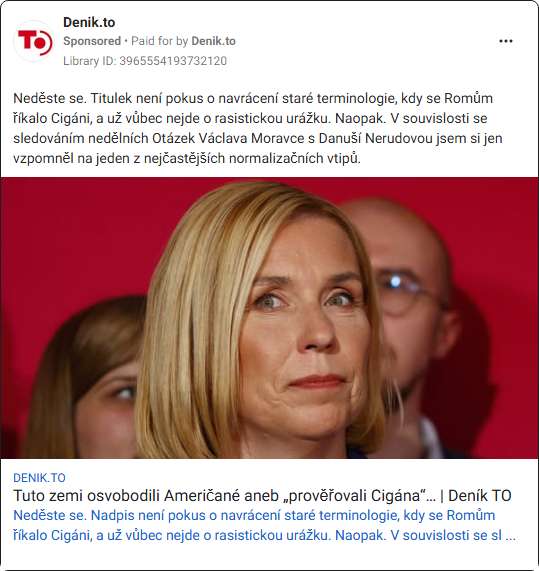 Denik.to
Sponsored • Paid for by Denik.to
Library ID: 3965554193732120
TO
Neděste se. Titulek není pokus o navrácení staré terminologie, kdy se Romům
říkalo Cigáni, a už vůbec nejde o rasistickou urážku. Naopak. V souvislosti se
sledováním nedělních Otázek Václava Moravce s Danuší Nerudovou jsem si jen
vzpomněl na jeden z nejčastějších normalizačních vtipů.
DENIK.TO
Tuto zemi osvobodili Američané aneb „prověřovali Cigána“… | Deník TO
Neděste se. Nadpis není pokus o navrácení staré terminologie, kdy se Romům
říkalo Cigáni, a už vůbec nejde o rasistickou urážku. Naopak. V souvislosti se sl ...